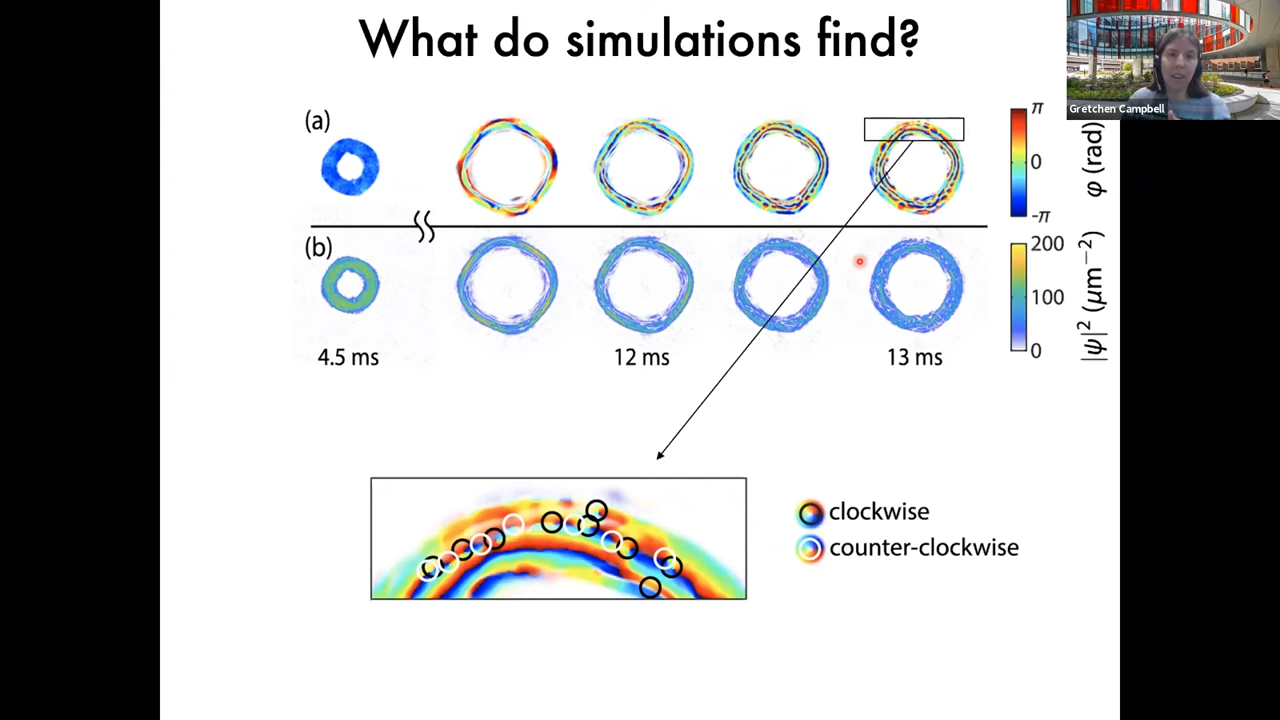 What do simulations find?
Gretchen Campbell
(a)
π
0
-π
φ (rad)
(b)
200
100
0
|ψ|² (μm⁻²)
4.5 ms
12 ms
13 ms
clockwise
counter-clockwise